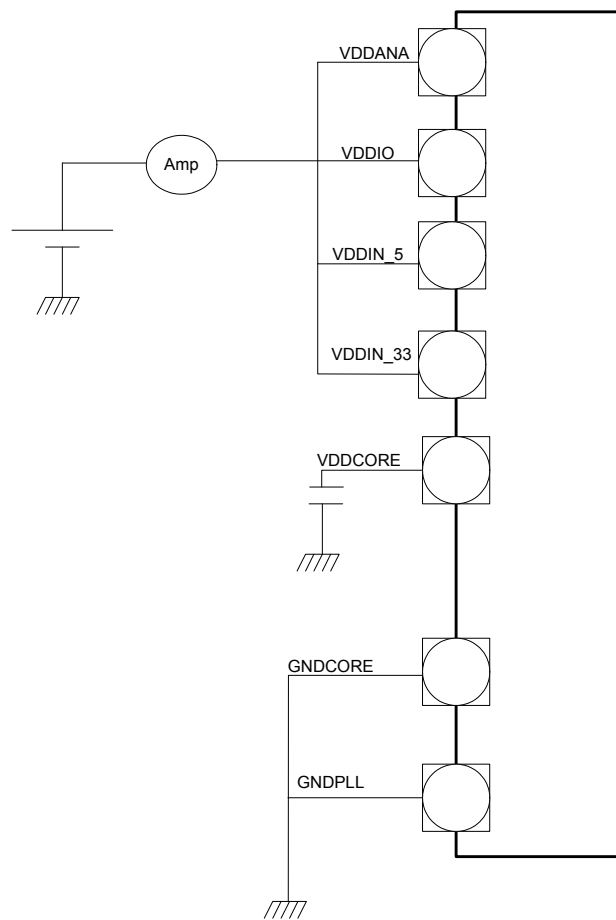 VDDANA
Amp
VDDIO
VDDIN_5
VDDIN_33
VDDCORE
GNDCORE
GNDPLL